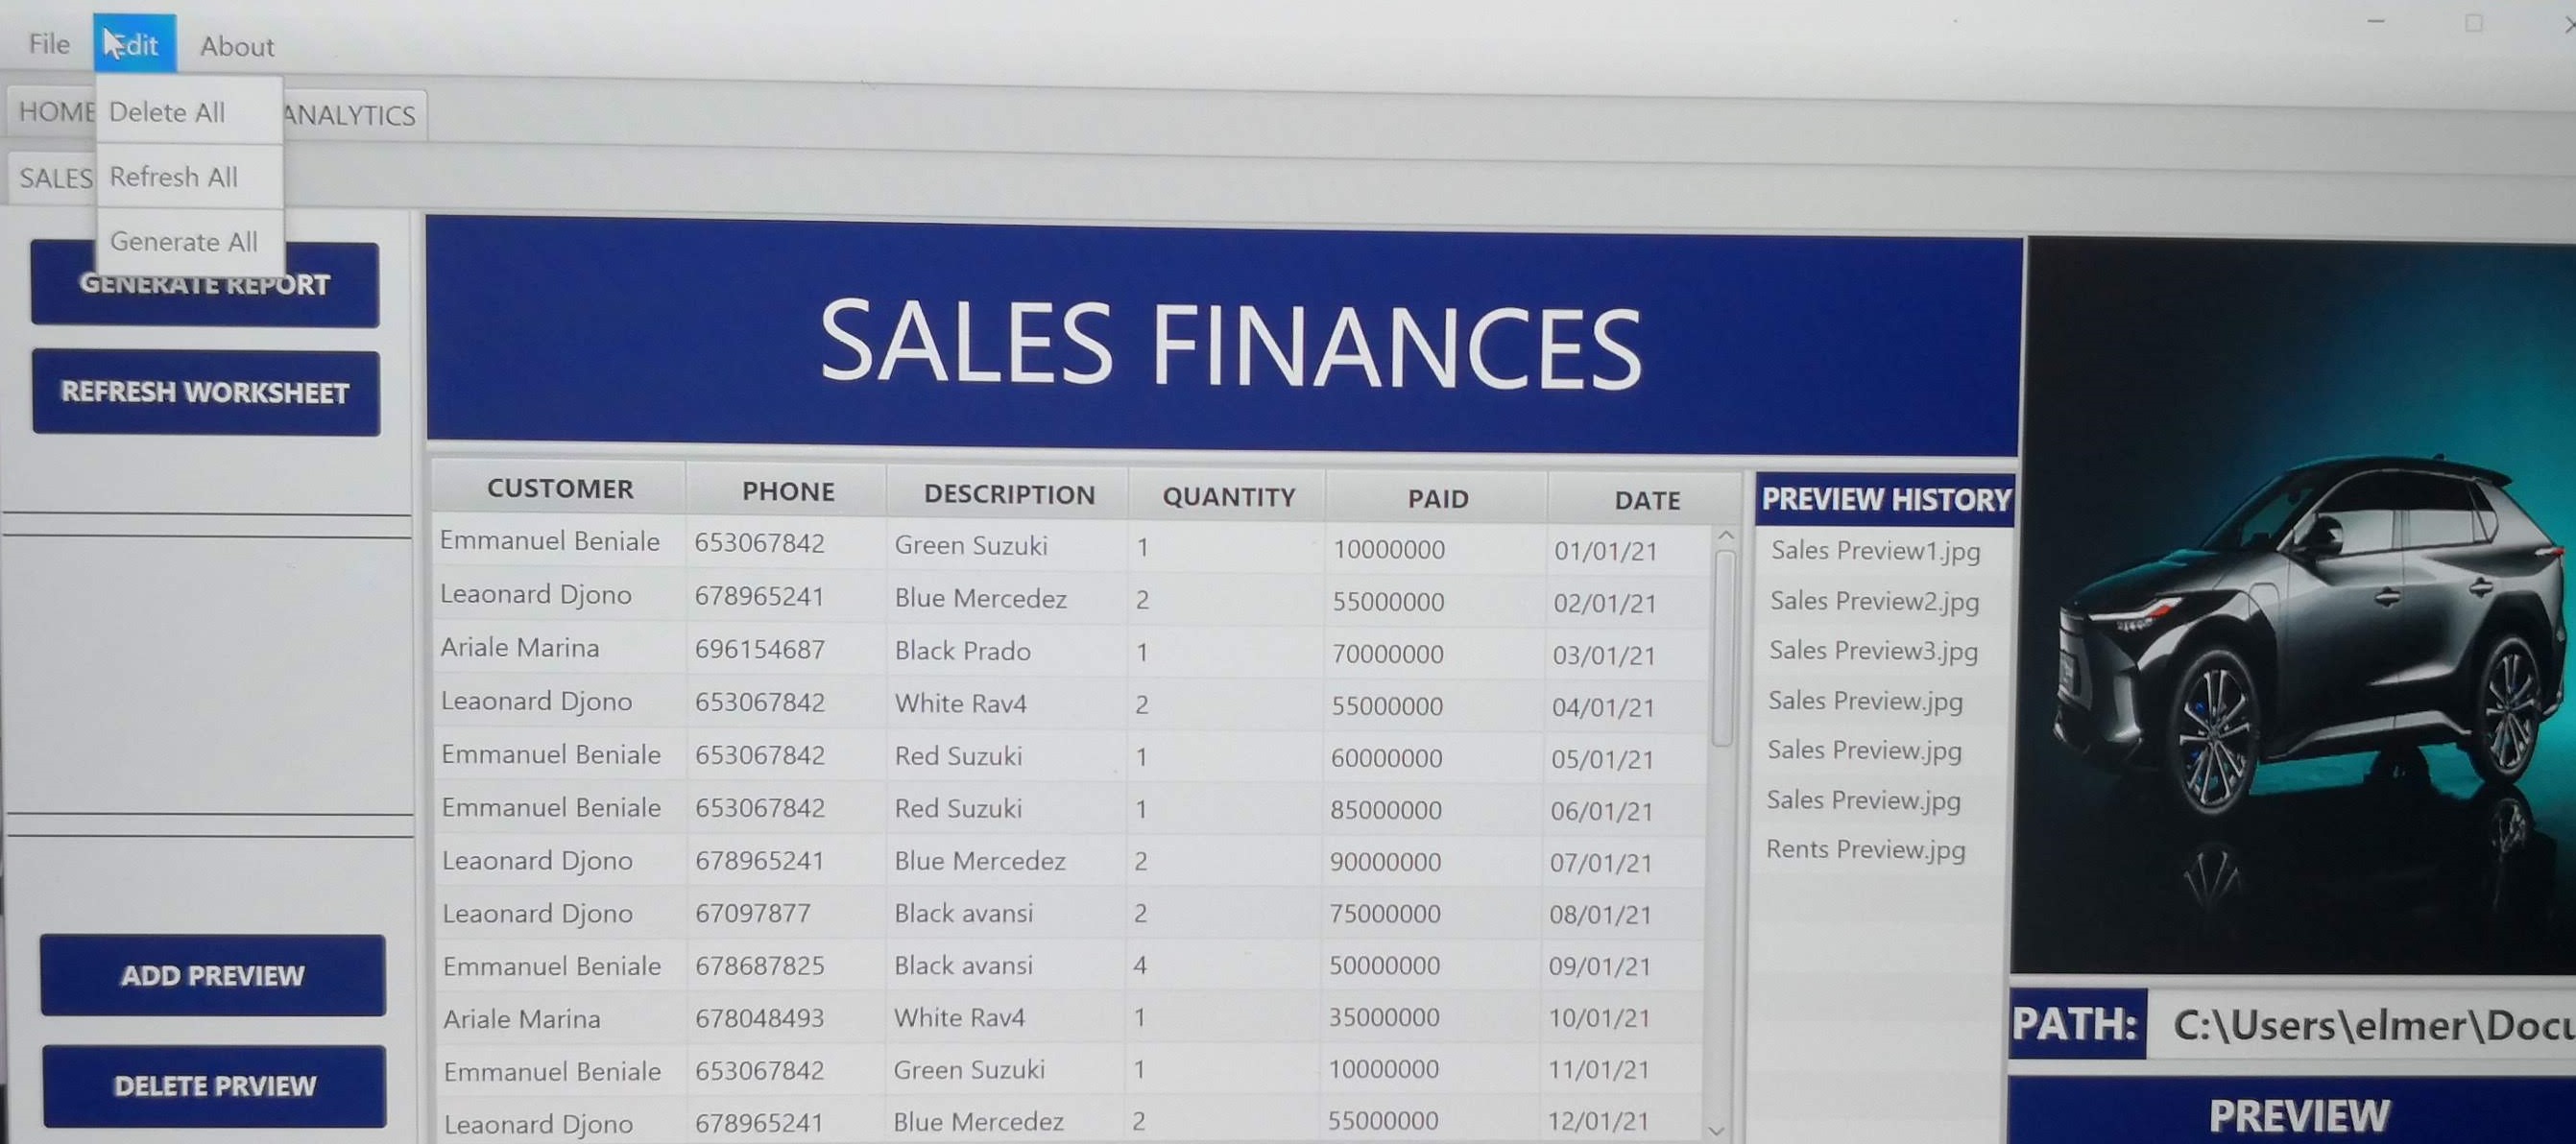 File Edit About
Delete All
HOME ANALYTICS
Refresh All
SALES
Generate All
GENERATE REPORT
REFRESH WORKSHEET
ADD PREVIEW
DELETE PRVIEW
SALES FINANCES
CUSTOMER PHONE DESCRIPTION QUANTITY PAID DATE
Emmanuel Beniale 653067842 Green Suzuki 1 10000000 01/01/21
Leaonard Djono 678965241 Blue Mercedez 2 55000000 02/01/21
Ariale Marina 696154687 Black Prado 1 70000000 03/01/21
Leaonard Djono 653067842 White Rav4 2 55000000 04/01/21
Emmanuel Beniale 653067842 Red Suzuki 1 60000000 05/01/21
Emmanuel Beniale 653067842 Red Suzuki 1 85000000 06/01/21
Leaonard Djono 678965241 Blue Mercedez 2 90000000 07/01/21
Leaonard Djono 67097877 Black avansi 2 75000000 08/01/21
Emmanuel Beniale 678687825 Black avansi 4 50000000 09/01/21
Ariale Marina 678048493 White Rav4 1 35000000 10/01/21
Emmanuel Beniale 653067842 Green Suzuki 1 10000000 11/01/21
Leaonard Djono 678965241 Blue Mercedez 2 55000000 12/01/21
PREVIEW HISTORY
Sales Preview1.jpg
Sales Preview2.jpg
Sales Preview3.jpg
Sales Preview.jpg
Sales Preview.jpg
Sales Preview.jpg
Rents Preview.jpg
PATH: C:\Users\elmer\Docu
PREVIEW